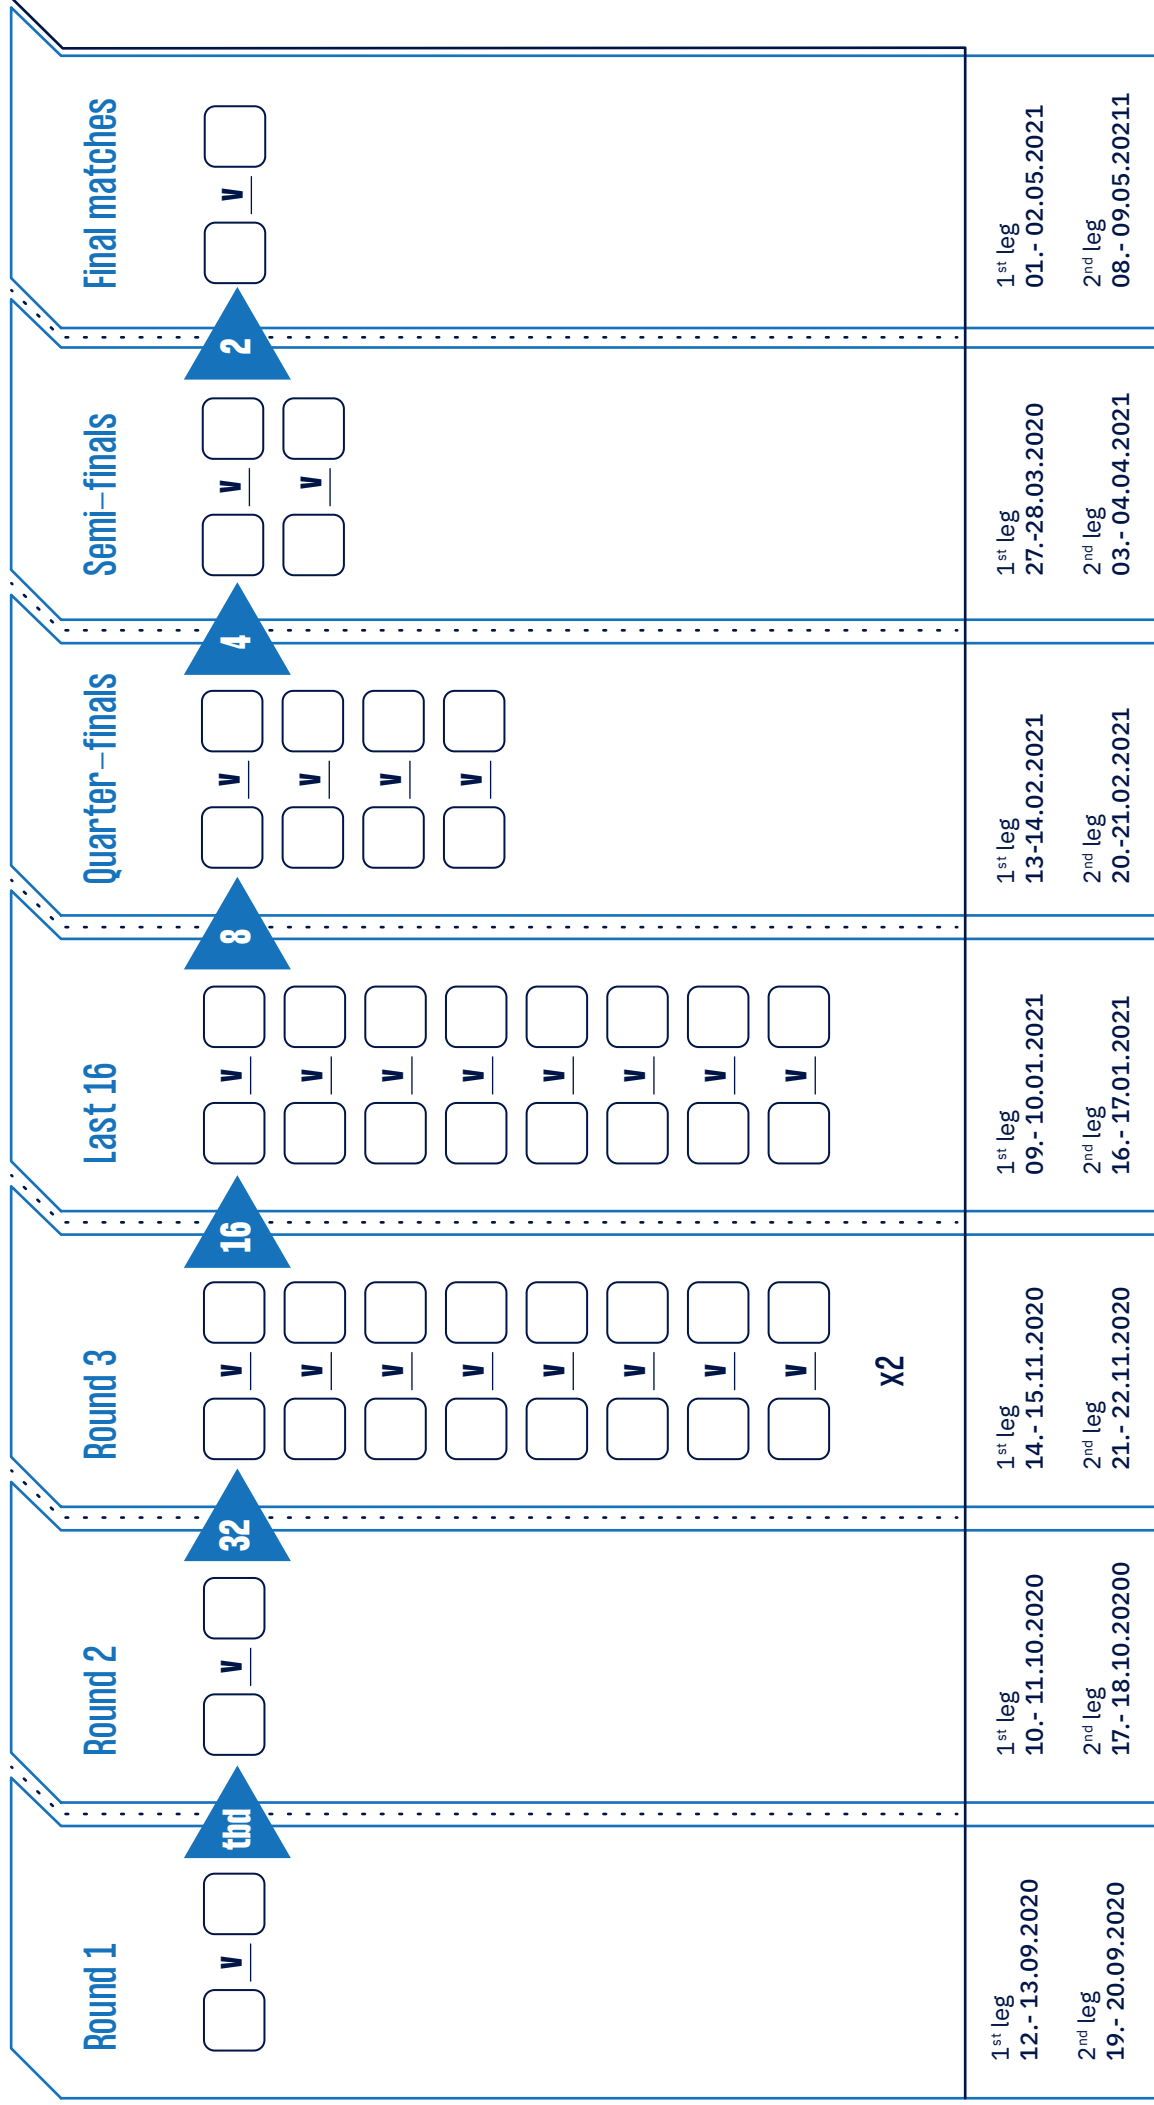 Round 1
V
1st leg
12.- 13.09.2020
2nd leg
19.- 20.09.2020
tbd
Round 2
V
1st leg
10.- 11.10.2020
2nd leg
17.- 18.10.20200
32
Round 3
V
V
V
V
V
V
V
V
x2
1st leg
14.- 15.11.2020
2nd leg
21.- 22.11.2020
16
Last 16
V
V
V
V
V
V
V
V
1st leg
09.- 10.01.2021
2nd leg
16.- 17.01.2021
8
Quarter–finals
V
V
V
V
1st leg
13-14.02.2021
2nd leg
20.-21.02.2021
4
Semi–finals
V
V
1st leg
27.-28.03.2020
2nd leg
03.- 04.04.2021
2
Final matches
V
1st leg
01.- 02.05.2021
2nd leg
08.- 09.05.20211